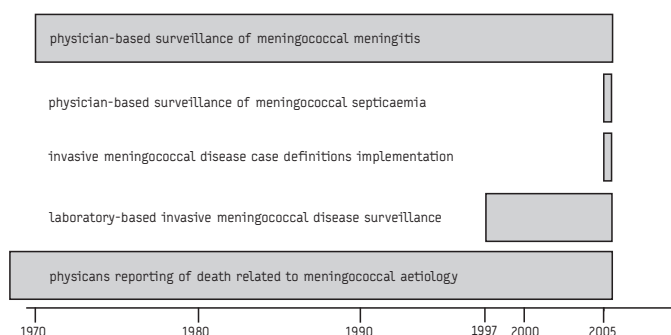 physician-based surveillance of meningococcal meningitis
physician-based surveillance of meningococcal septicaemia
invasive meningococcal disease case definitions implementation
laboratory-based invasive meningococcal disease surveillance
physicans reporting of death related to meningococcal aetiology
1970 1980 1990 1997 2000 2005